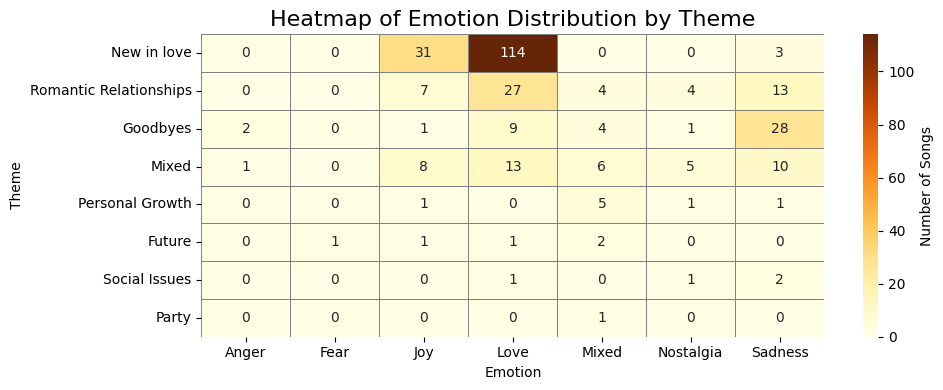 Heatmap of Emotion Distribution by Theme
Theme
New in love 0 0 31 114 0 0 3
Romantic Relationships 0 0 7 27 4 4 13
Goodbyes 2 0 1 9 4 1 28
Mixed 1 0 8 13 6 5 10
Personal Growth 0 0 1 0 5 1 1
Future 0 1 1 1 2 0 0
Social Issues 0 0 0 1 0 1 2
Party 0 0 0 0 1 0 0
Anger Fear Joy Love Mixed Nostalgia Sadness
Emotion
100
80
60
40
20
0
Number of Songs